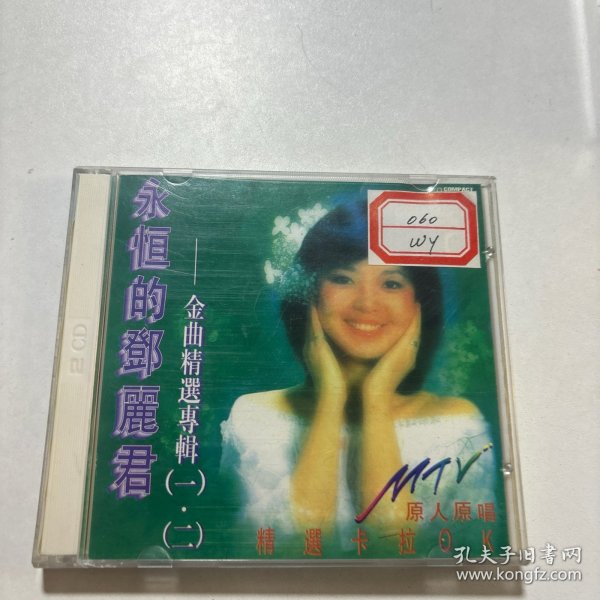 永恒的鄧麗君
——金曲精選專輯(一)·(二)
COMPACT
060
WY
MTV
原人原唱
精選卡拉OK
2CD
孔夫子旧书网
www.kongfz.com